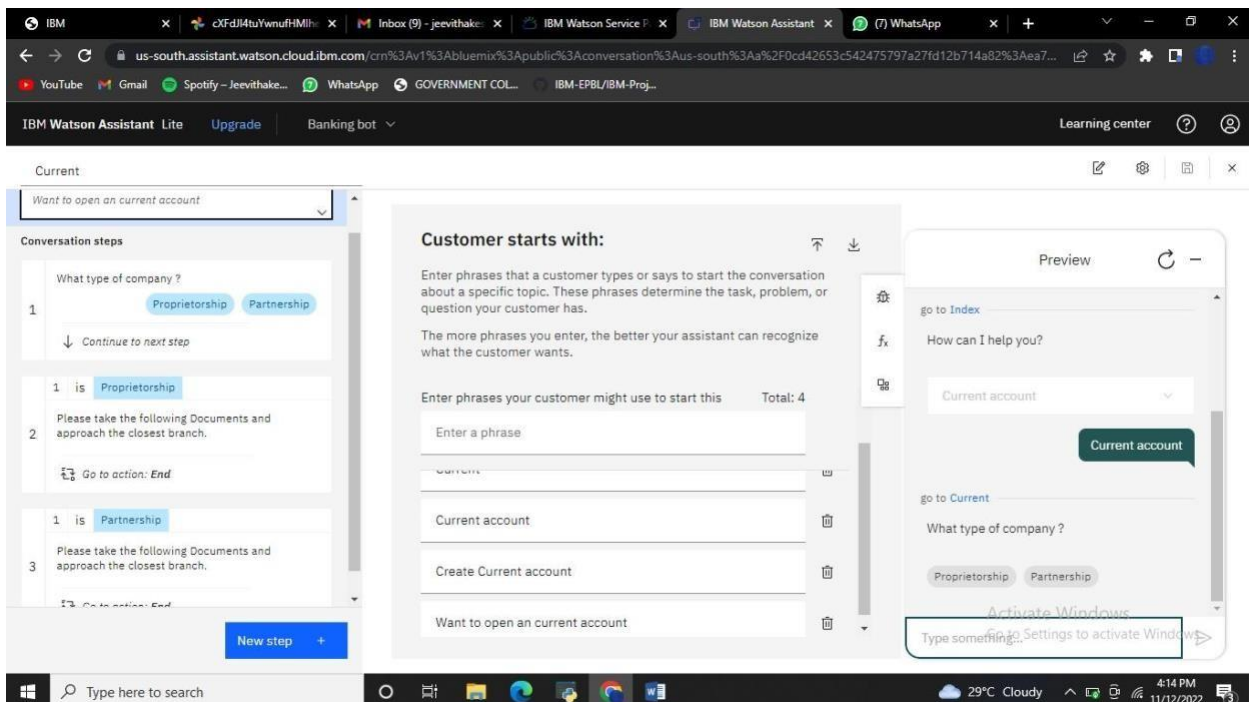 IBM
cXFdJl4tuYwnufHMIh
Inbox (9) - jeevithake
IBM Watson Service P
IBM Watson Assistant
(7) WhatsApp
us-south.assistant.watson.cloud.ibm.com/crn%3Av1%3Abluemix%3Apublic%3Aconversation%3Aus-south%3Aa%2F0cd42653c542475797a27fd12b714a82%3Aea7...
YouTube
Gmail
Spotify – Jeevithake...
WhatsApp
GOVERNMENT COL...
IBM-EPBL/IBM-Proj...
IBM Watson Assistant Lite Upgrade Banking bot
Learning center
Current
Want to open an current account
Conversation steps
1
What type of company ?
Proprietorship Partnership
Continue to next step
2
1 is Proprietorship
Please take the following Documents and
approach the closest branch.
Go to action: End
3
1 is Partnership
Please take the following Documents and
approach the closest branch.
Go to action: End
New step +
Customer starts with:
Enter phrases that a customer types or says to start the conversation
about a specific topic. These phrases determine the task, problem, or
question your customer has.
The more phrases you enter, the better your assistant can recognize
what the customer wants.
Enter phrases your customer might use to start this Total: 4
Enter a phrase
Current
Current account
Create Current account
Want to open an current account
fx
Preview
go to Index
How can I help you?
Current account
Current account
go to Current
What type of company ?
Proprietorship Partnership
Activate Windows
Go to Settings to activate Windows.
Type something...
Type here to search
29°C Cloudy
4:14 PM
11/12/2022
3